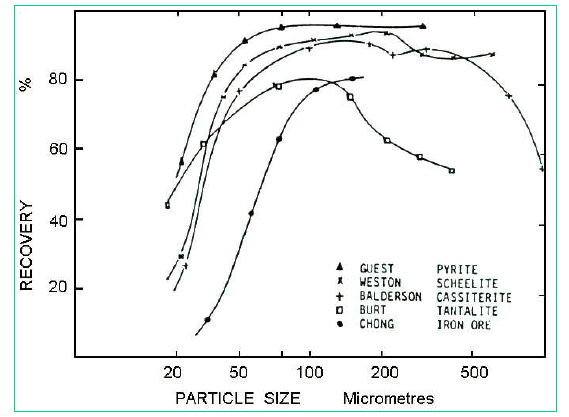 %
RECOVERY
80
60
40
20
GUEST PYRITE
WESTON SCHEELITE
BALDERSON CASSITERITE
BURT TANTALITE
CHONG IRON ORE
20 50 100 200 500
PARTICLE SIZE Micrometres